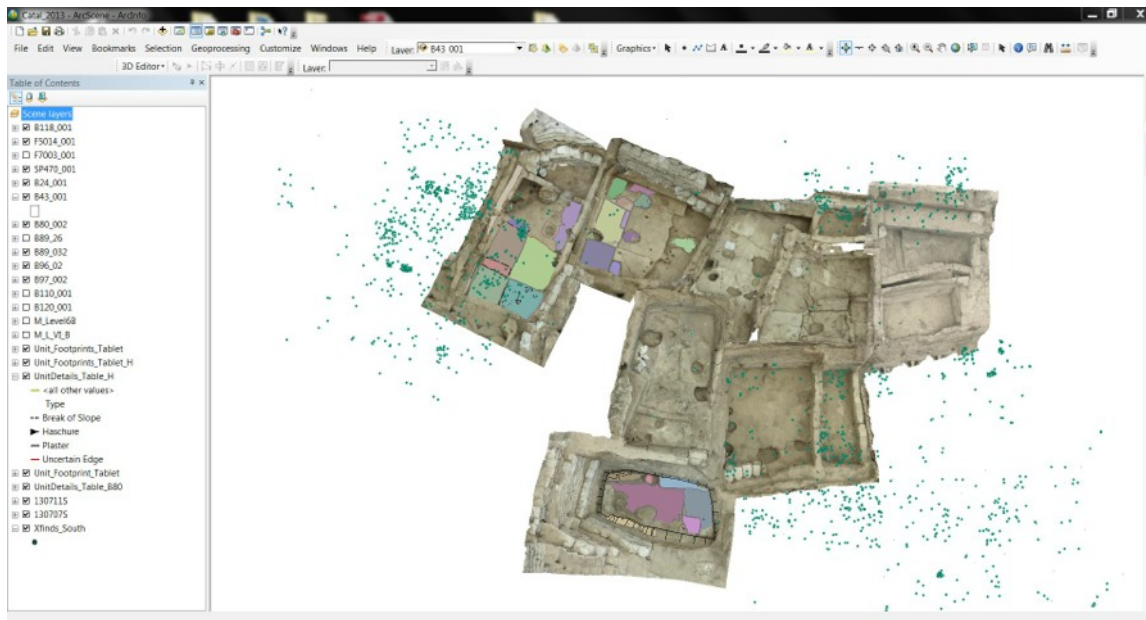 Catal_2013 - ArcScene - ArcInfo
File Edit View Bookmarks Selection Geoprocessing Customize Windows Help Layer: B43 001 Graphics
3D Editor Layer:
Table of Contents
Scene layers
B118_001
F5014_001
F7003_001
SP470_001
B24_001
B43_001
B80_002
B89_26
B89_032
B96_02
B97_002
B110_001
B120_001
M_Level6B
M_L_VI_B
Unit_Footprints_Tablet
Unit_Footprints_Tablet_H
UnitDetails_Table_H
<all other values>
Type
Break of Slope
Haschure
Plaster
Uncertain Edge
Unit_Footprint_Tablet
UnitDetails_Table_B80
130711S
130707S
Xfinds_South